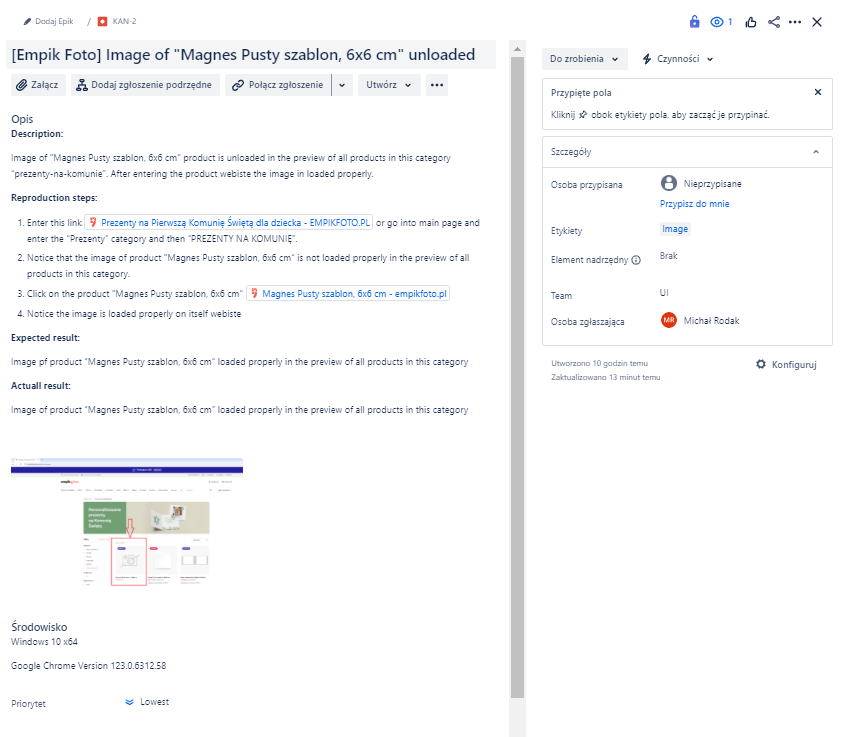 Dodaj Epik / KAN-2
1
[Empik Foto] Image of "Magnes Pusty szablon, 6x6 cm" unloaded
Załącz Dodaj zgłoszenie podrzędne Połącz zgłoszenie Utwórz
Opis
Description:
Image of "Magnes Pusty szablon, 6x6 cm" product is unloaded in the preview of all products in this category
"prezenty-na-komunie". After entering the product webiste the image in loaded properly.
Reproduction steps:
1. Enter this link Prezenty na Pierwszą Komunię Świętą dla dziecka - EMPIKFOTO.PL or go into main page and
enter the "Prezenty" category and then "PREZENTY NA KOMUNIĘ".
2. Notice that the image of product "Magnes Pusty szablon, 6x6 cm" is not loaded properly in the preview of all
products in this category.
3. Click on the product "Magnes Pusty szablon, 6x6 cm" Magnes Pusty szablon, 6x6 cm - empikfoto.pl
4. Notice the image is loaded properly on itself webiste
Expected result:
Image pf product "Magnes Pusty szablon, 6x6 cm" loaded properly in the preview of all products in this category
Actuall result:
Image of product "Magnes Pusty szablon, 6x6 cm" loaded properly in the preview of all products in this category
Personalizowane
prezenty
na Komunię
Świętą
Środowisko
Windows 10 x64
Google Chrome Version 123.0.6312.58
Priorytet Lowest
Do zrobienia Czynności
Przypięte pola
Kliknij obok etykiety pola, aby zacząć je przypinać.
Szczegóły
Osoba przypisana Nieprzypisane
Przypisz do mnie
Etykiety Image
Element nadrzędny Brak
Team UI
Osoba zgłaszająca MR Michał Rodak
Utworzono 10 godzin temu
Zaktualizowano 13 minut temu
Konfiguruj